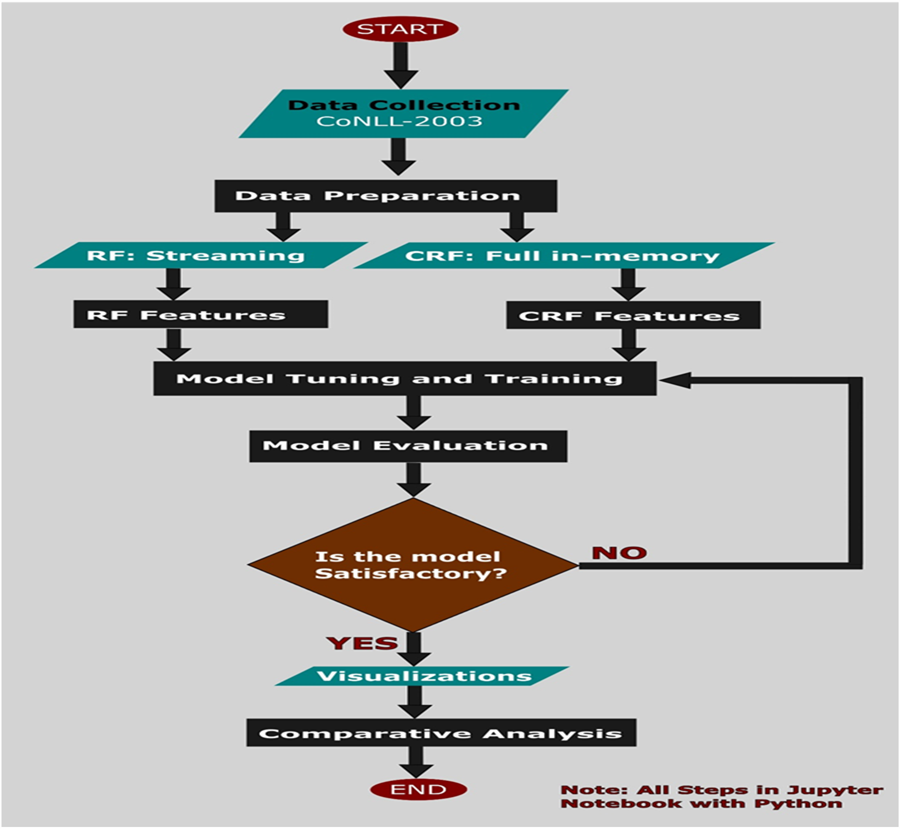 START
Data Collection
CoNLL-2003
Data Preparation
RF: Streaming
CRF: Full in-memory
RF Features
CRF Features
Model Tuning and Training
Model Evaluation
Is the model
Satisfactory?
NO
YES
Visualizations
Comparative Analysis
END
Note: All Steps in Jupyter
Notebook with Python